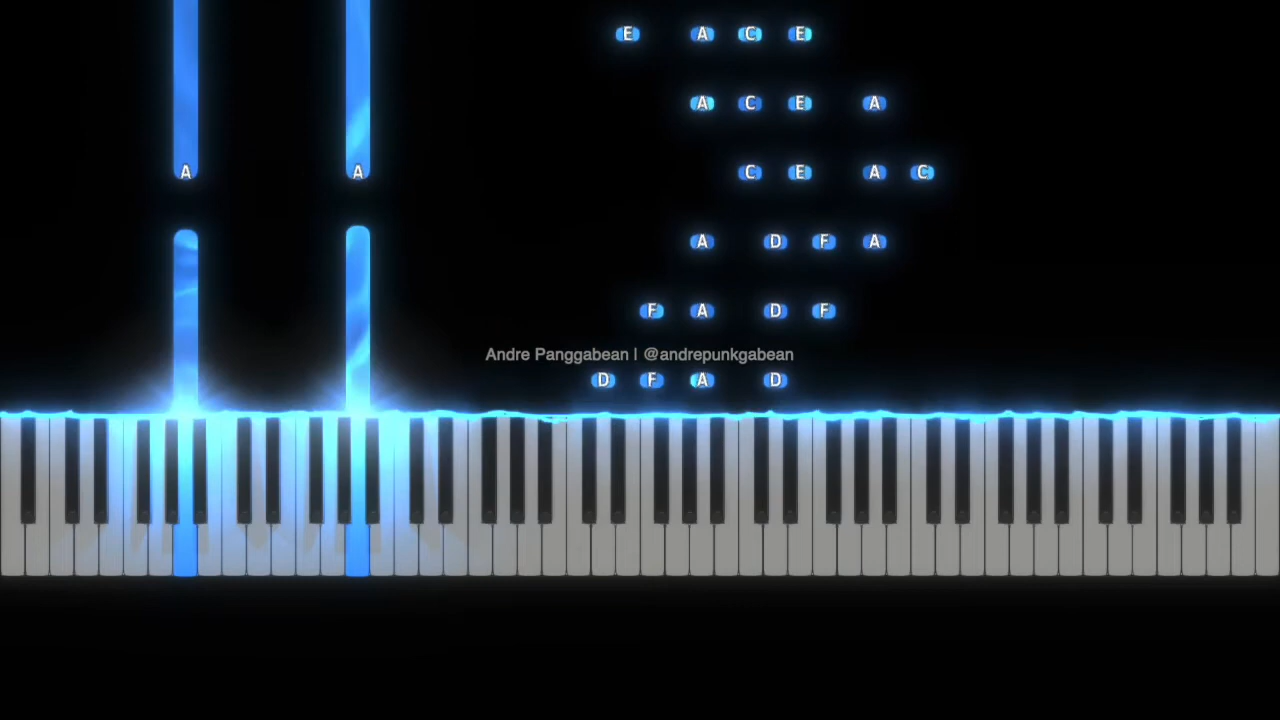 E A C E
A C E A
A A C E A C
A D F A
F A D F
Andre Panggabean | @andrepunkgabean
D F A D